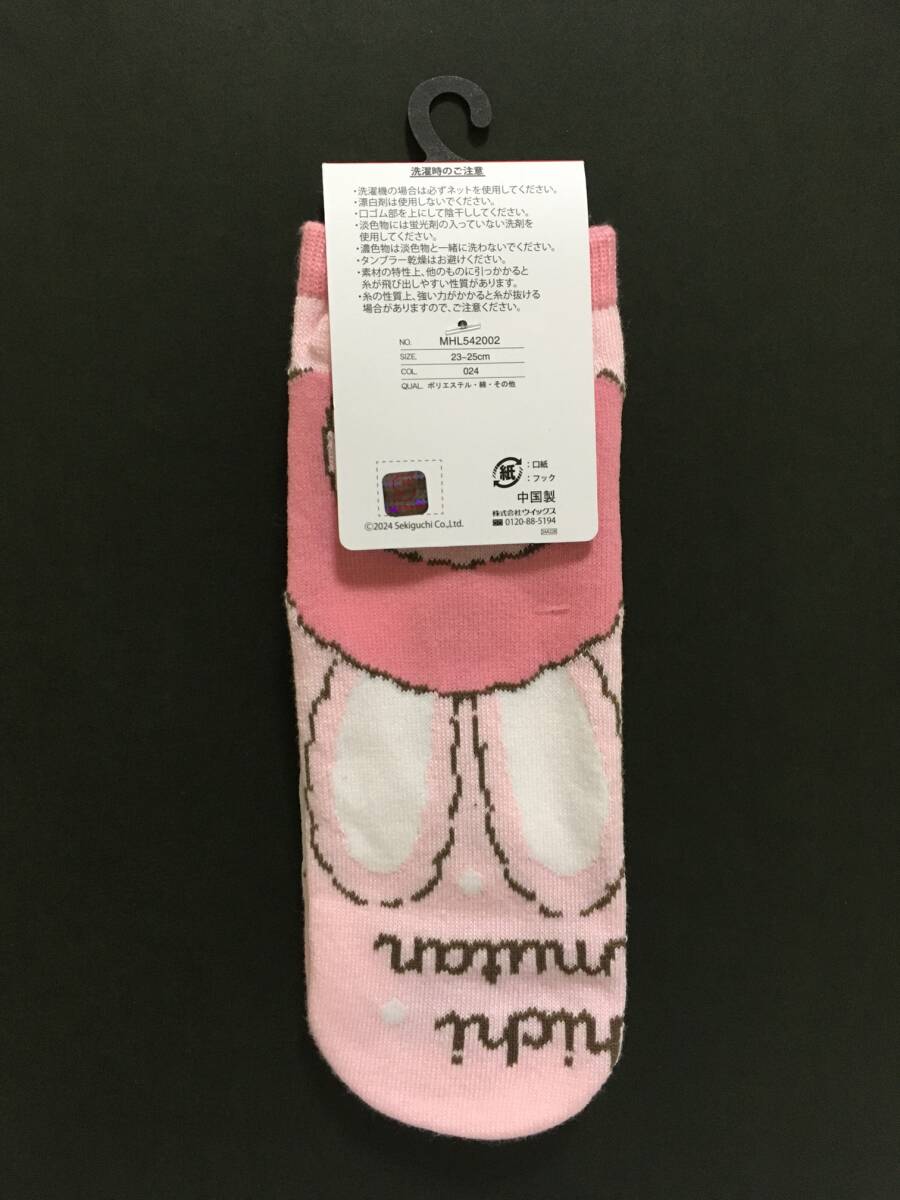 洗濯時のご注意
・洗濯機の場合は必ずネットを使用してください。
・漂白剤は使用しないでください。
・口ゴム部を上にして陰干ししてください。
・淡色物には蛍光剤の入っていない洗剤を
使用してください。
・濃色物は淡色物と一緒に洗わないでください。
・タンブラー乾燥はお避けください。
・素材の特性上、他のものに引っかかると
糸が飛び出しやすい性質があります。
・糸の性質上、強い力がかかると糸が抜ける
場合がありますので、ご注意ください。
NO. MHL542002
SIZE. 23~25cm
COL. 024
QUAL. ポリエステル・綿・その他
紙 :口紙
:フック
中国製
株式会社ウイックス
0120-88-5194
©2024 Sekiguchi Co.,Ltd.
mutan
hichi